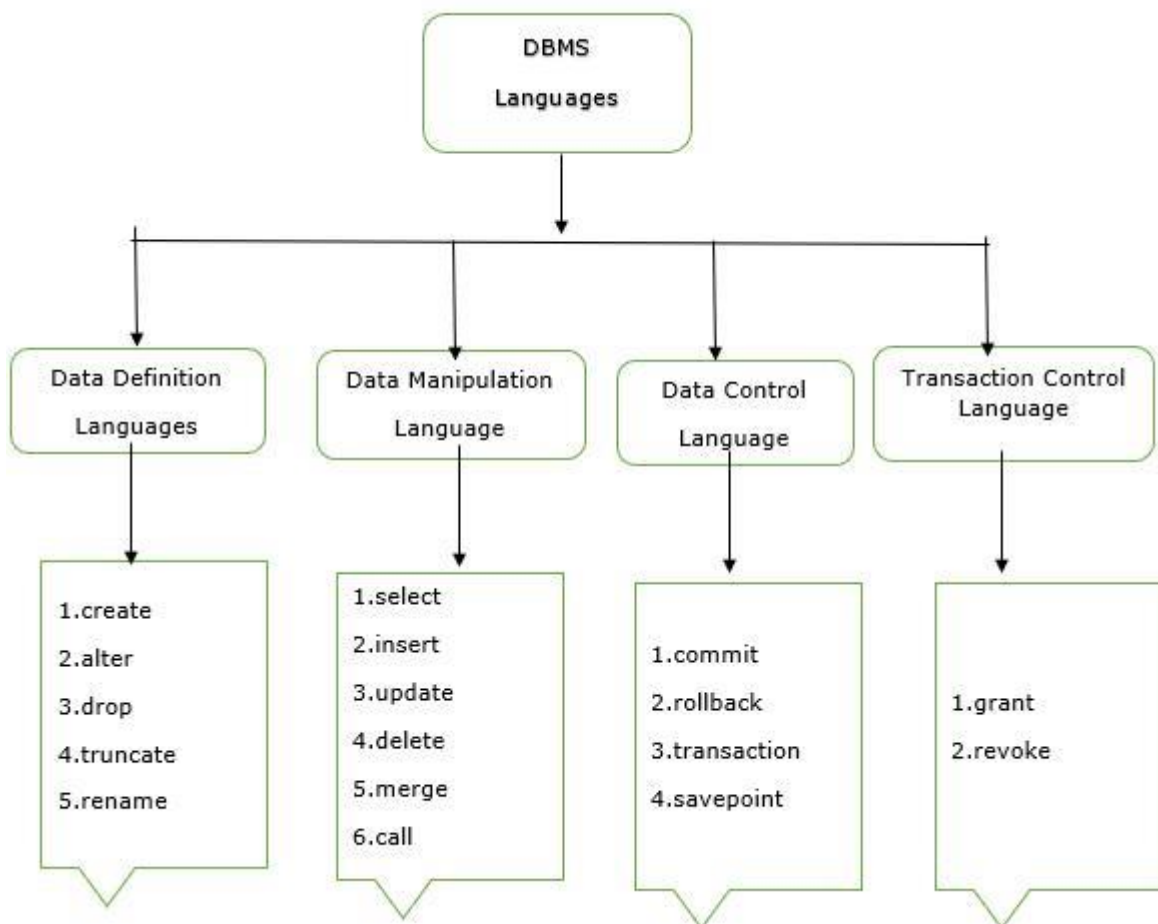 DBMS
Languages
Data Definition
Languages
Data Manipulation
Language
Data Control
Language
Transaction Control
Language
1.create
2.alter
3.drop
4.truncate
5.rename
1.select
2.insert
3.update
4.delete
5.merge
6.call
1.commit
2.rollback
3.transaction
4.savepoint
1.grant
2.revoke